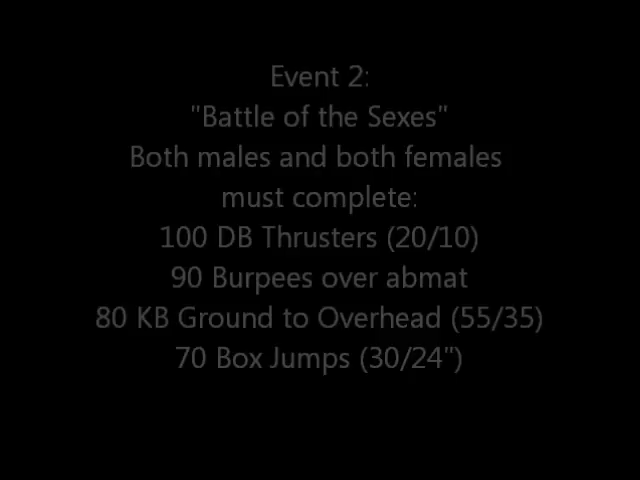 Event 2:
"Battle of the Sexes"
Both males and both females
must complete:
100 DB Thrusters (20/10)
90 Burpees over abmat
80 KB Ground to Overhead (55/35)
70 Box Jumps (30/24")